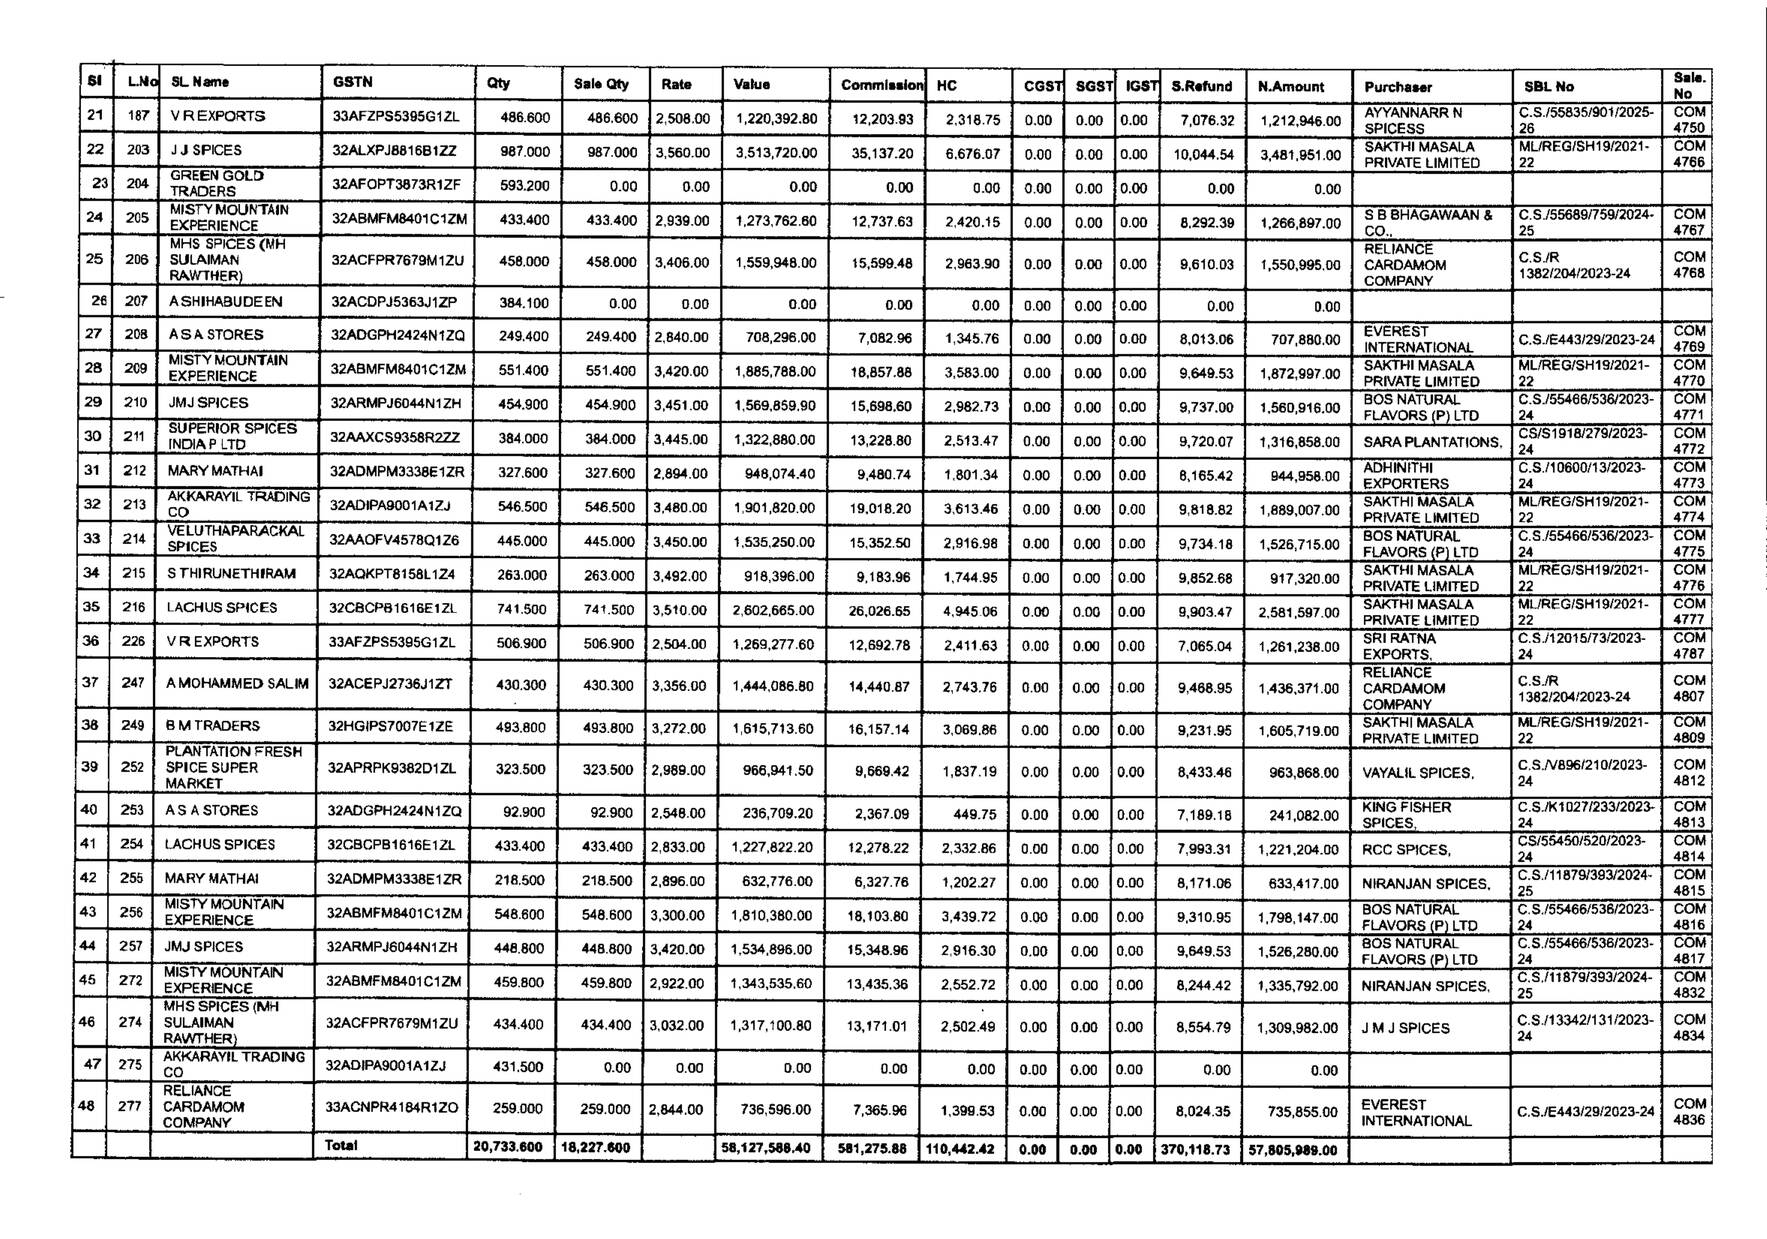 Sl L.No SL Name GSTN Qty Sale Qty Rate Value Commission HC CGST SGST IGST S.Refund N.Amount Purchaser SBL No Sale. No
21 187 V R EXPORTS 33AFZPS5395G1ZL 486.600 486.600 2,508.00 1,220,392.80 12,203.93 2,318.75 0.00 0.00 0.00 7,076.32 1,212,946.00 AYYANNARR N SPICESS C.S./55835/901/2025-26 COM 4750
22 203 J J SPICES 32ALXPJ8816B1ZZ 987.000 987.000 3,560.00 3,513,720.00 35,137.20 6,676.07 0.00 0.00 0.00 10,044.54 3,481,951.00 SAKTHI MASALA PRIVATE LIMITED ML/REG/SH19/2021-22 COM 4766
23 204 GREEN GOLD TRADERS 32AFOPT3873R1ZF 593.200 0.00 0.00 0.00 0.00 0.00 0.00 0.00 0.00 0.00 0.00
24 205 MISTY MOUNTAIN EXPERIENCE 32ABMFM8401C1ZM 433.400 433.400 2,939.00 1,273,762.60 12,737.63 2,420.15 0.00 0.00 0.00 8,292.39 1,266,897.00 S B BHAGAWAAN & CO., C.S./55689/759/2024-25 COM 4767
25 206 MHS SPICES (MH SULAIMAN RAWTHER) 32ACFPR7679M1ZU 458.000 458.000 3,406.00 1,559,948.00 15,599.48 2,963.90 0.00 0.00 0.00 9,610.03 1,550,995.00 RELIANCE CARDAMOM COMPANY C.S./R 1382/204/2023-24 COM 4768
26 207 A SHIHABUDEEN 32ACDPJ5363J1ZP 384.100 0.00 0.00 0.00 0.00 0.00 0.00 0.00 0.00 0.00 0.00
27 208 A S A STORES 32ADGPH2424N1ZQ 249.400 249.400 2,840.00 708,296.00 7,082.96 1,345.76 0.00 0.00 0.00 8,013.06 707,880.00 EVEREST INTERNATIONAL C.S./E443/29/2023-24 COM 4769
28 209 MISTY MOUNTAIN EXPERIENCE 32ABMFM8401C1ZM 551.400 551.400 3,420.00 1,885,788.00 18,857.88 3,583.00 0.00 0.00 0.00 9,649.53 1,872,997.00 SAKTHI MASALA PRIVATE LIMITED ML/REG/SH19/2021-22 COM 4770
29 210 JMJ SPICES 32ARMPJ6044N1ZH 454.900 454.900 3,451.00 1,569,859.90 15,698.60 2,982.73 0.00 0.00 0.00 9,737.00 1,560,916.00 BOS NATURAL FLAVORS (P) LTD C.S./55466/536/2023-24 COM 4771
30 211 SUPERIOR SPICES INDIA P LTD 32AAXCS9358R2ZZ 384.000 384.000 3,445.00 1,322,880.00 13,228.80 2,513.47 0.00 0.00 0.00 9,720.07 1,316,858.00 SARA PLANTATIONS, CS/S1918/279/2023-24 COM 4772
31 212 MARY MATHAI 32ADMPM3338E1ZR 327.600 327.600 2,894.00 948,074.40 9,480.74 1,801.34 0.00 0.00 0.00 8,165.42 944,958.00 ADHINITHI EXPORTERS C.S./10600/13/2023-24 COM 4773
32 213 AKKARAYIL TRADING CO 32ADIPA9001A1ZJ 546.500 546.500 3,480.00 1,901,820.00 19,018.20 3,613.46 0.00 0.00 0.00 9,818.82 1,889,007.00 SAKTHI MASALA PRIVATE LIMITED ML/REG/SH19/2021-22 COM 4774
33 214 VELUTHAPARACKAL SPICES 32AAOFV4578Q1Z6 445.000 445.000 3,450.00 1,535,250.00 15,352.50 2,916.98 0.00 0.00 0.00 9,734.18 1,526,715.00 BOS NATURAL FLAVORS (P) LTD C.S./55466/536/2023-24 COM 4775
34 215 S THIRUNETHIRAM 32AQKPT8158L1Z4 263.000 263.000 3,492.00 918,396.00 9,183.96 1,744.95 0.00 0.00 0.00 9,852.68 917,320.00 SAKTHI MASALA PRIVATE LIMITED ML/REG/SH19/2021-22 COM 4776
35 216 LACHUS SPICES 32CBCPB1616E1ZL 741.500 741.500 3,510.00 2,602,665.00 26,026.65 4,945.06 0.00 0.00 0.00 9,903.47 2,581,597.00 SAKTHI MASALA PRIVATE LIMITED ML/REG/SH19/2021-22 COM 4777
36 226 V R EXPORTS 33AFZPS5395G1ZL 506.900 506.900 2,504.00 1,269,277.60 12,692.78 2,411.63 0.00 0.00 0.00 7,065.04 1,261,238.00 SRI RATNA EXPORTS, C.S./12015/73/2023-24 COM 4787
37 247 A MOHAMMED SALIM 32ACEPJ2736J1ZT 430.300 430.300 3,356.00 1,444,086.80 14,440.87 2,743.76 0.00 0.00 0.00 9,468.95 1,436,371.00 RELIANCE CARDAMOM COMPANY C.S./R 1382/204/2023-24 COM 4807
38 249 B M TRADERS 32HGIPS7007E1ZE 493.800 493.800 3,272.00 1,615,713.60 16,157.14 3,069.86 0.00 0.00 0.00 9,231.95 1,605,719.00 SAKTHI MASALA PRIVATE LIMITED ML/REG/SH19/2021-22 COM 4809
39 252 PLANTATION FRESH SPICE SUPER MARKET 32APRPK9382D1ZL 323.500 323.500 2,989.00 966,941.50 9,669.42 1,837.19 0.00 0.00 0.00 8,433.46 963,868.00 VAYALIL SPICES, C.S./V896/210/2023-24 COM 4812
40 253 A S A STORES 32ADGPH2424N1ZQ 92.900 92.900 2,548.00 236,709.20 2,367.09 449.75 0.00 0.00 0.00 7,189.18 241,082.00 KING FISHER SPICES, C.S./K1027/233/2023-24 COM 4813
41 254 LACHUS SPICES 32CBCPB1616E1ZL 433.400 433.400 2,833.00 1,227,822.20 12,278.22 2,332.86 0.00 0.00 0.00 7,993.31 1,221,204.00 RCC SPICES, CS/55450/520/2023-24 COM 4814
42 255 MARY MATHAI 32ADMPM3338E1ZR 218.500 218.500 2,896.00 632,776.00 6,327.76 1,202.27 0.00 0.00 0.00 8,171.06 633,417.00 NIRANJAN SPICES, C.S./11879/393/2024-25 COM 4815
43 256 MISTY MOUNTAIN EXPERIENCE 32ABMFM8401C1ZM 548.600 548.600 3,300.00 1,810,380.00 18,103.80 3,439.72 0.00 0.00 0.00 9,310.95 1,798,147.00 BOS NATURAL FLAVORS (P) LTD C.S./55466/536/2023-24 COM 4816
44 257 JMJ SPICES 32ARMPJ6044N1ZH 448.800 448.800 3,420.00 1,534,896.00 15,348.96 2,916.30 0.00 0.00 0.00 9,649.53 1,526,280.00 BOS NATURAL FLAVORS (P) LTD C.S./55466/536/2023-24 COM 4817
45 272 MISTY MOUNTAIN EXPERIENCE 32ABMFM8401C1ZM 459.800 459.800 2,922.00 1,343,535.60 13,435.36 2,552.72 0.00 0.00 0.00 8,244.42 1,335,792.00 NIRANJAN SPICES, C.S./11879/393/2024-25 COM 4832
46 274 MHS SPICES (MH SULAIMAN RAWTHER) 32ACFPR7679M1ZU 434.400 434.400 3,032.00 1,317,100.80 13,171.01 2,502.49 0.00 0.00 0.00 8,554.79 1,309,982.00 J M J SPICES C.S./13342/131/2023-24 COM 4834
47 275 AKKARAYIL TRADING CO 32ADIPA9001A1ZJ 431.500 0.00 0.00 0.00 0.00 0.00 0.00 0.00 0.00 0.00 0.00
48 277 RELIANCE CARDAMOM COMPANY 33ACNPR4184R1ZO 259.000 259.000 2,844.00 736,596.00 7,365.96 1,399.53 0.00 0.00 0.00 8,024.35 735,855.00 EVEREST INTERNATIONAL C.S./E443/29/2023-24 COM 4836
Total 20,733.600 18,227.600 58,127,588.40 581,275.88 110,442.42 0.00 0.00 0.00 370,118.73 57,805,989.00